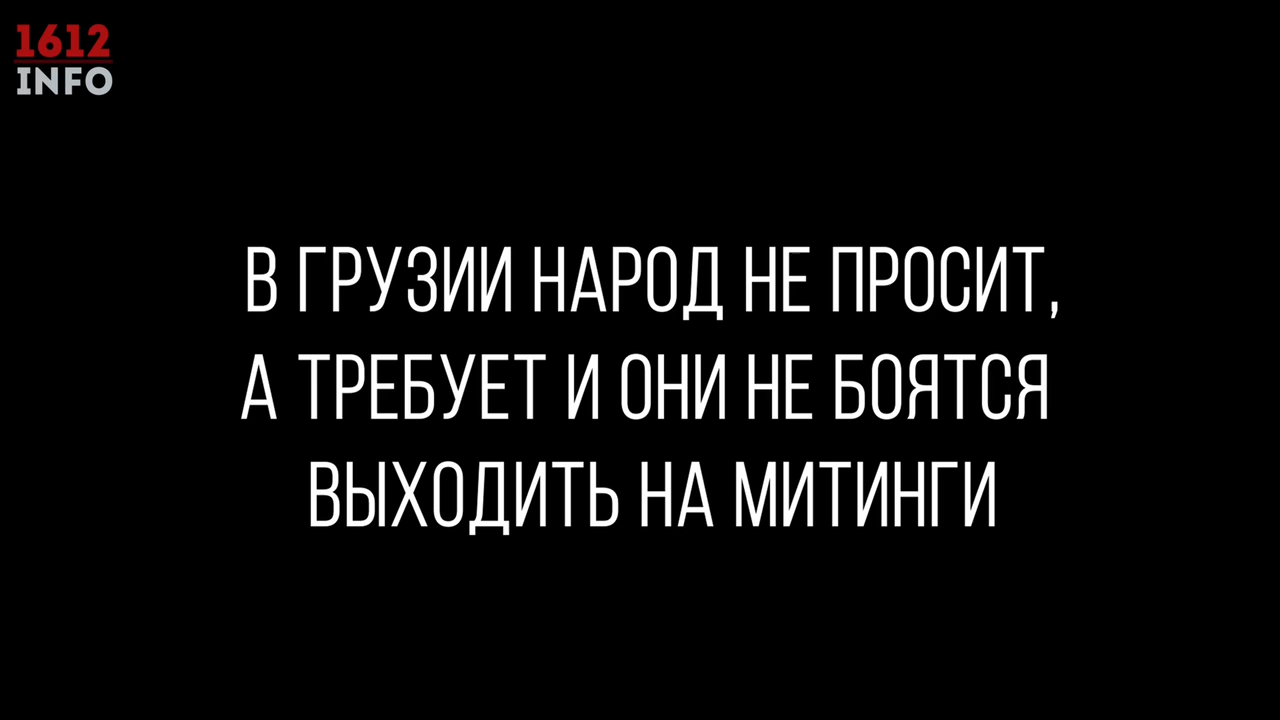 1612
INFO
В ГРУЗИИ НАРОД НЕ ПРОСИТ,
А ТРЕБУЕТ И ОНИ НЕ БОЯТСЯ
ВЫХОДИТЬ НА МИТИНГИ